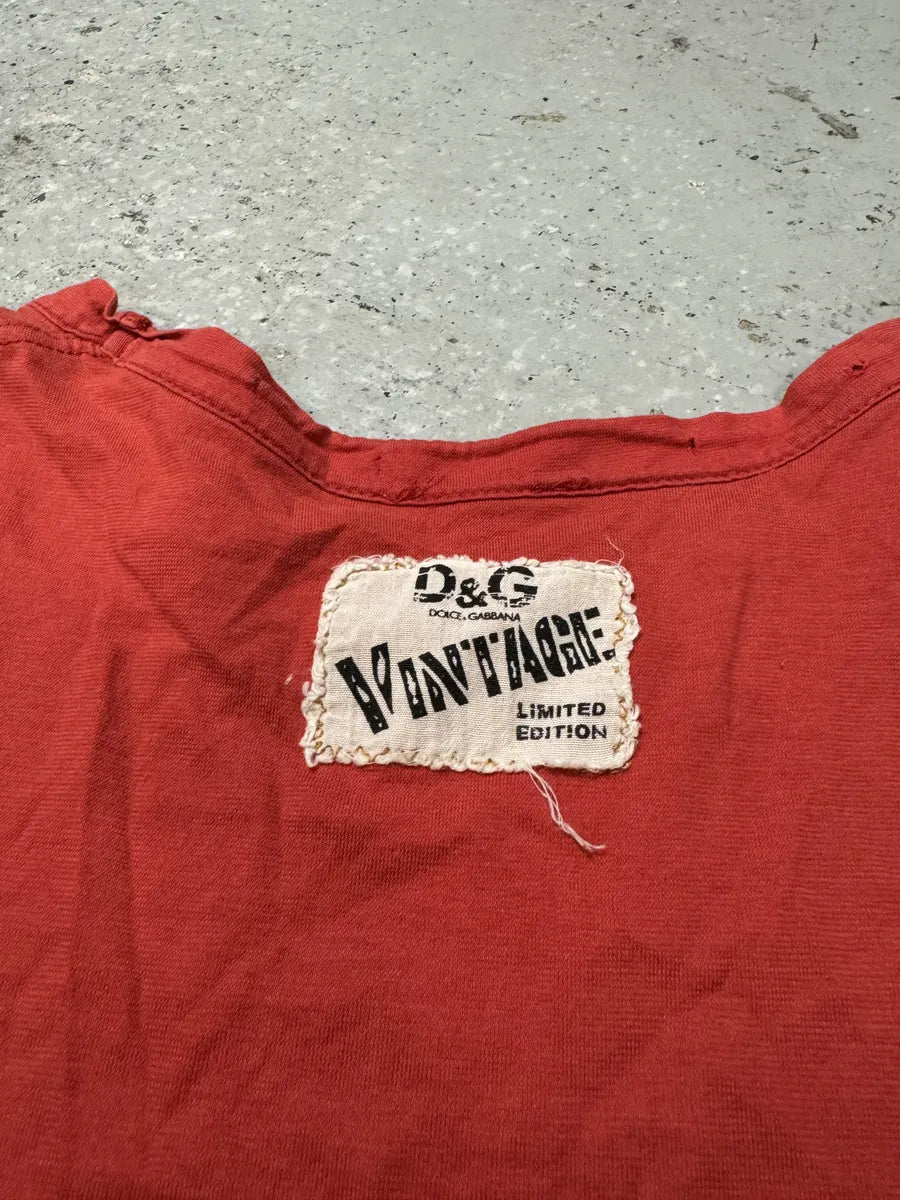 D&G
DOLCE & GABBANA
VINTAGE
LIMITED
EDITION